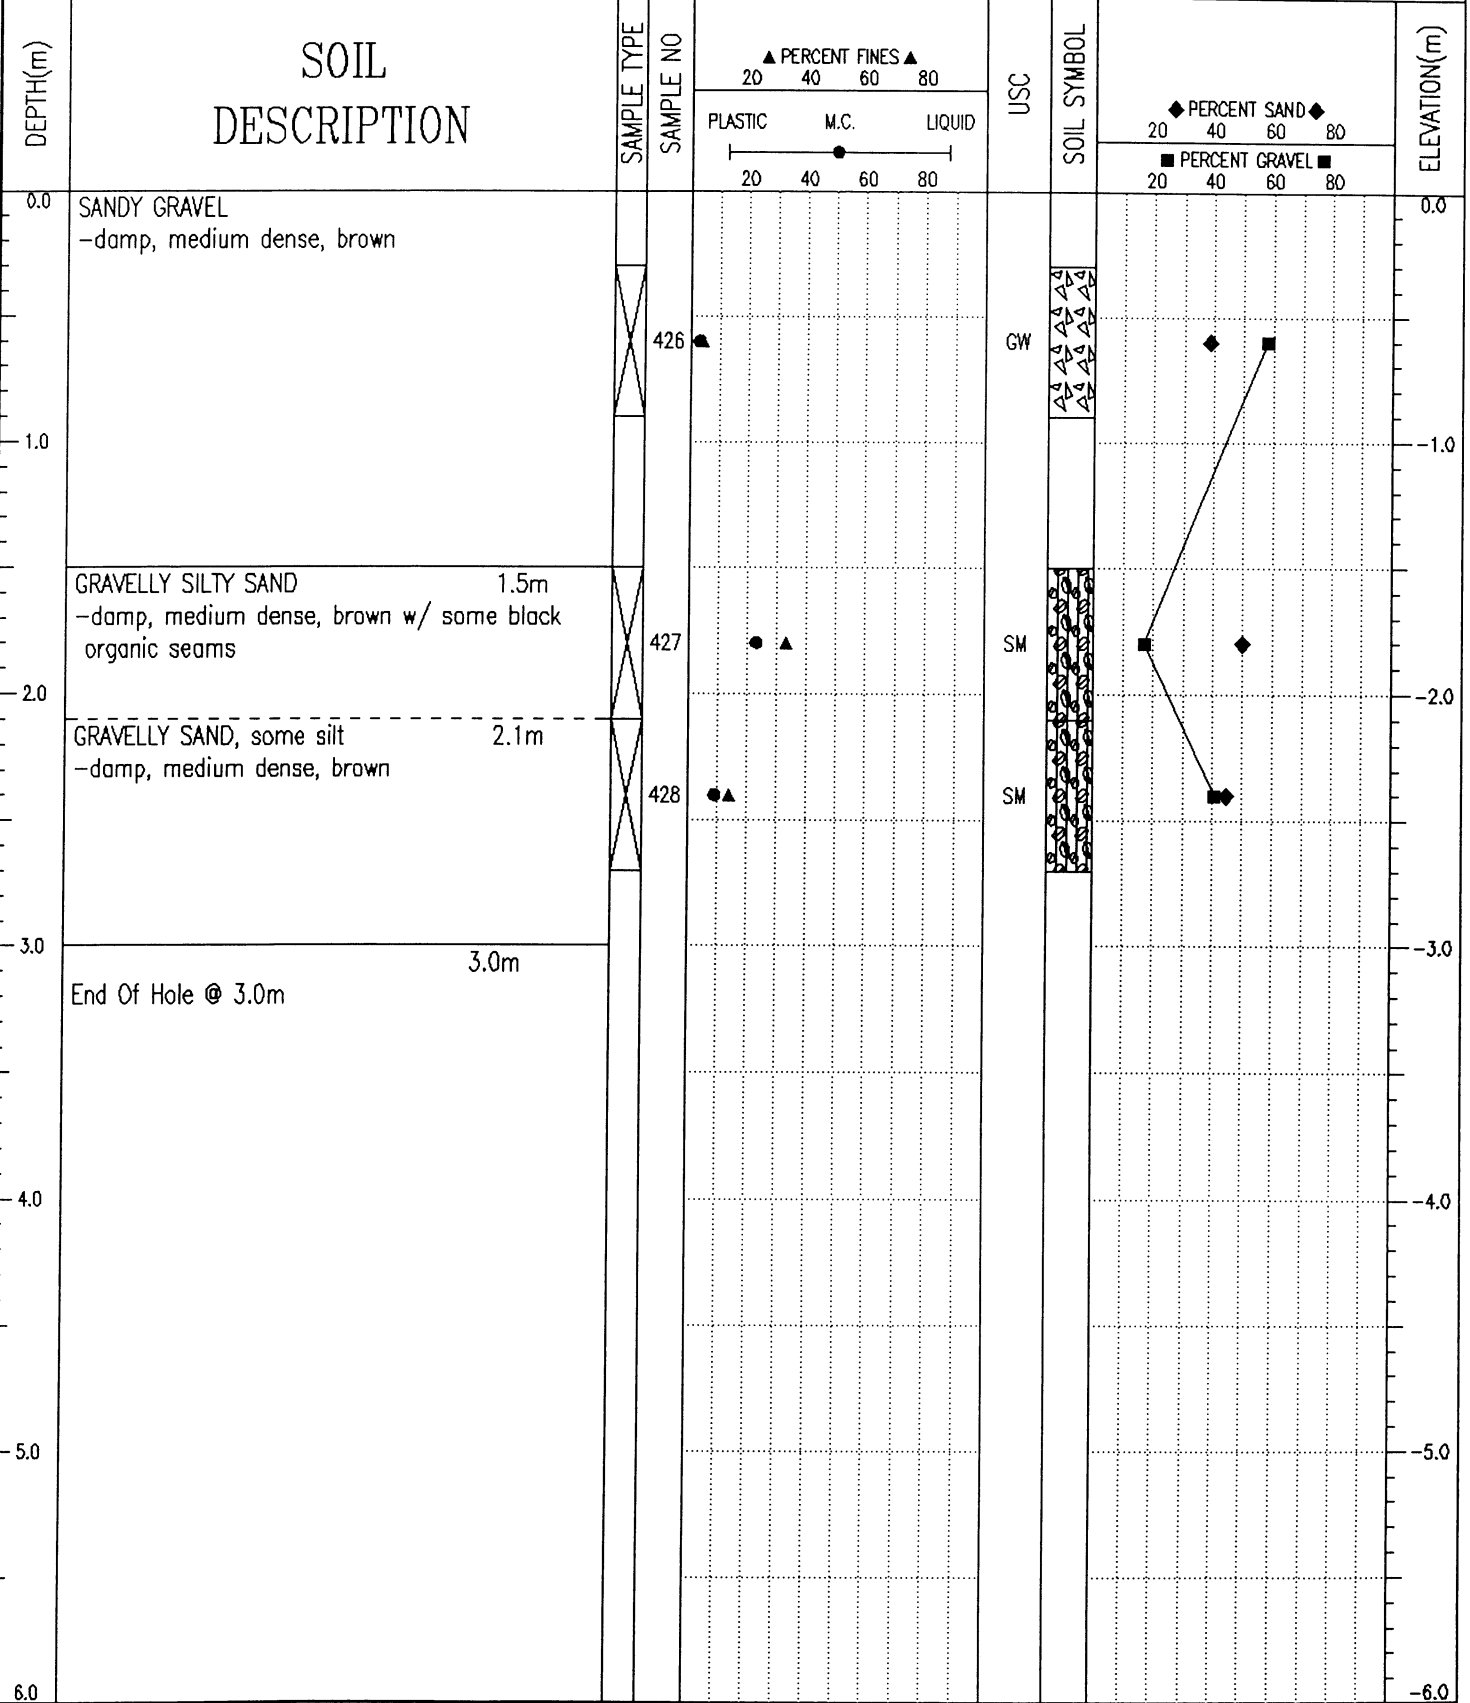 DEPTH(m)
SOIL
DESCRIPTION
SAMPLE TYPE
SAMPLE NO
▲ PERCENT FINES ▲
20 40 60 80
PLASTIC M.C. LIQUID
20 40 60 80
USC
SOIL SYMBOL
◆ PERCENT SAND ◆
20 40 60 80
■ PERCENT GRAVEL ■
20 40 60 80
ELEVATION(m)
0.0
SANDY GRAVEL
-damp, medium dense, brown
0.0
426
GW
1.0
-1.0
GRAVELLY SILTY SAND 1.5m
-damp, medium dense, brown w/ some black
organic seams
427
SM
2.0
-2.0
GRAVELLY SAND, some silt 2.1m
-damp, medium dense, brown
428
SM
3.0
-3.0
3.0m
End Of Hole @ 3.0m
4.0
-4.0
5.0
-5.0
6.0
-6.0